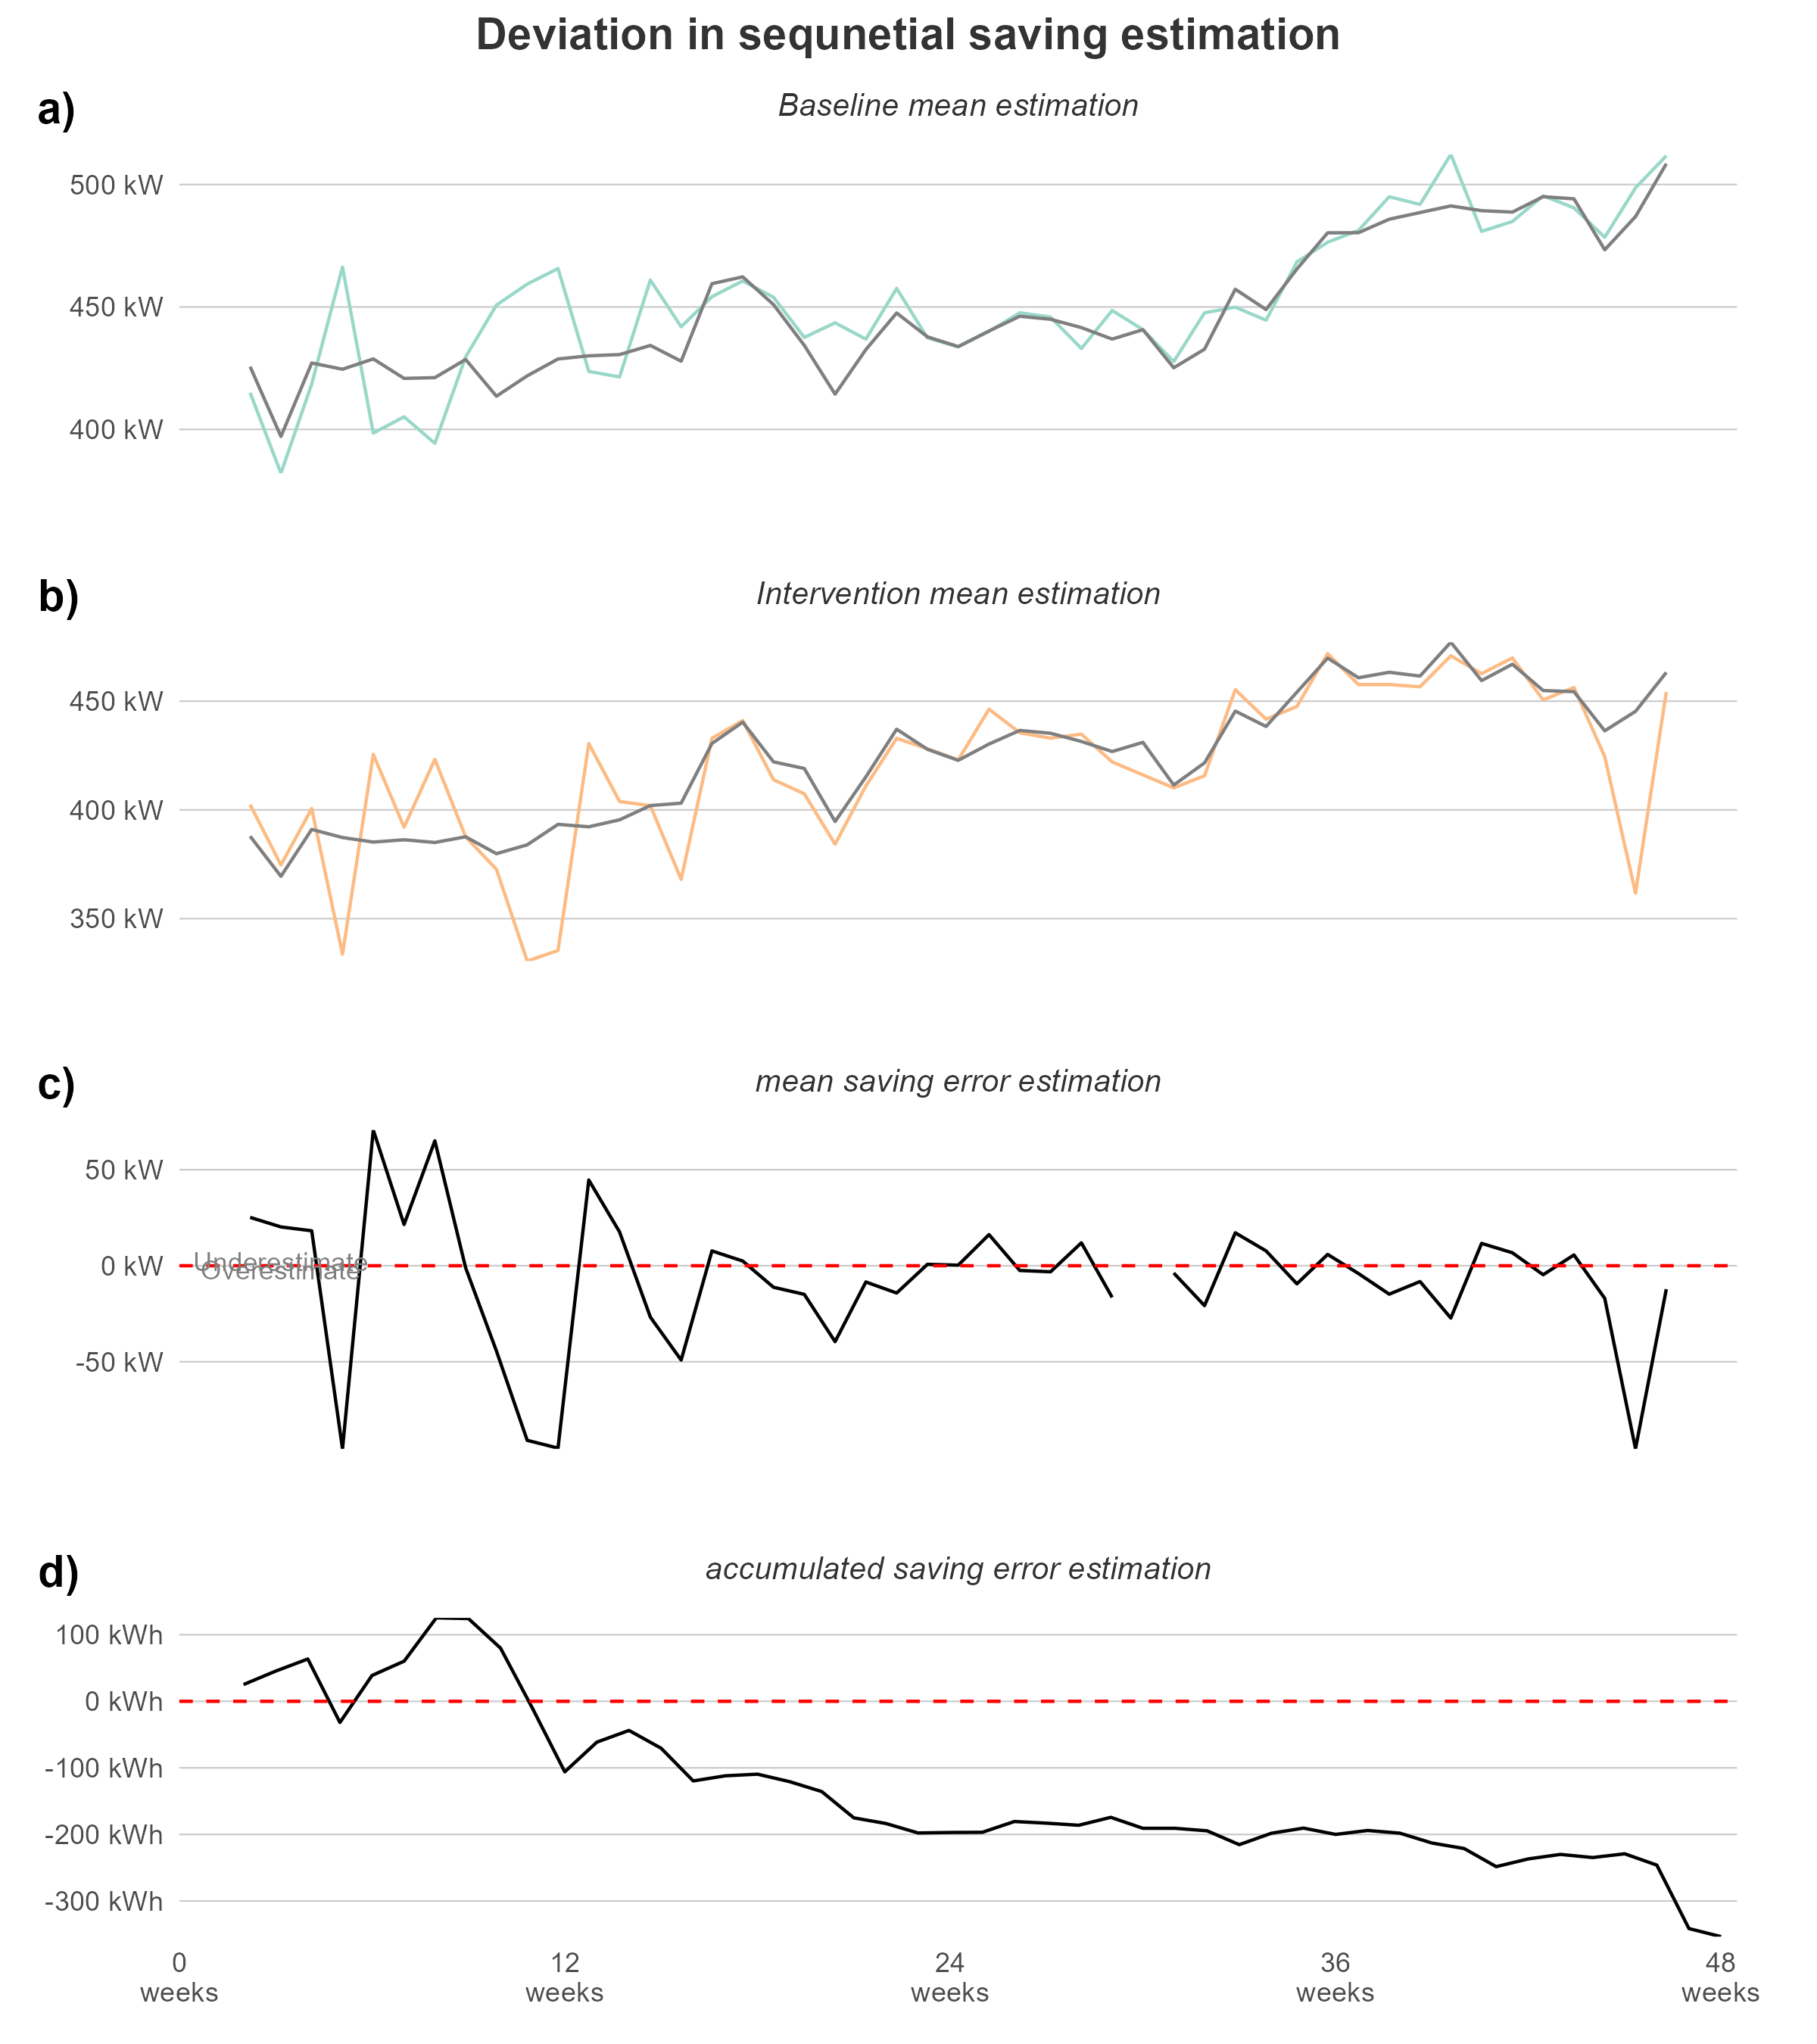 Deviation in sequnetial saving estimation
a)
Baseline mean estimation
500 kW
450 kW
400 kW
b)
Intervention mean estimation
450 kW
400 kW
350 kW
c)
mean saving error estimation
50 kW
Underestimate
0 kW
Overestimate
-50 kW
d)
accumulated saving error estimation
100 kWh
0 kWh
-100 kWh
-200 kWh
-300 kWh
0 12 24 36 48
weeks weeks weeks weeks weeks